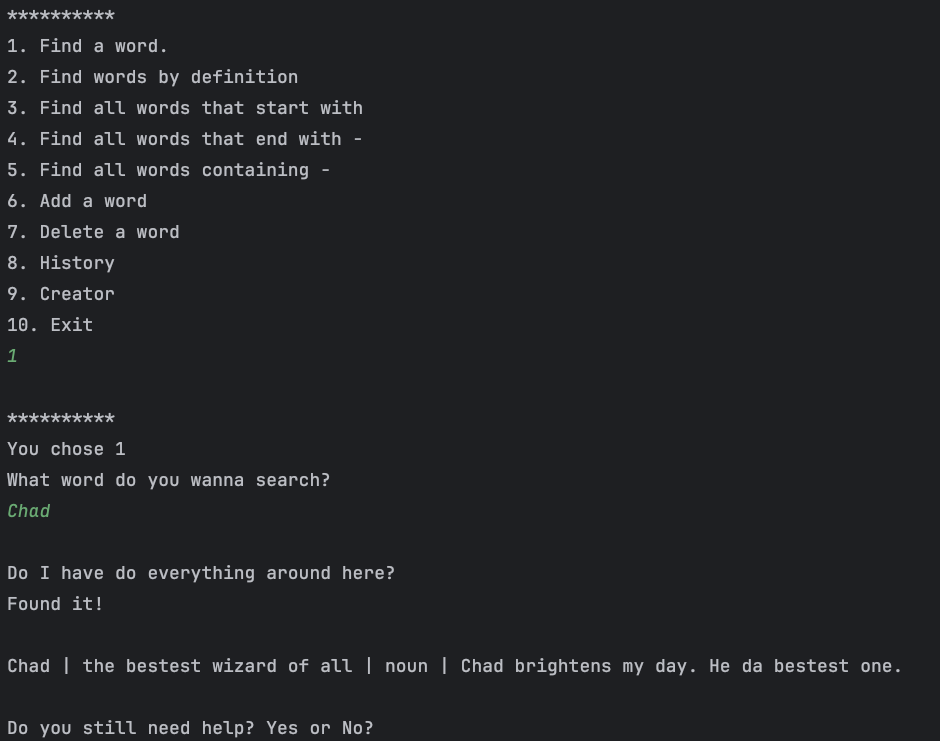 **********
1. Find a word.
2. Find words by definition
3. Find all words that start with
4. Find all words that end with -
5. Find all words containing -
6. Add a word
7. Delete a word
8. History
9. Creator
10. Exit
1
**********
You chose 1
What word do you wanna search?
Chad
Do I have do everything around here?
Found it!
Chad | the bestest wizard of all | noun | Chad brightens my day. He da bestest one.
Do you still need help? Yes or No?